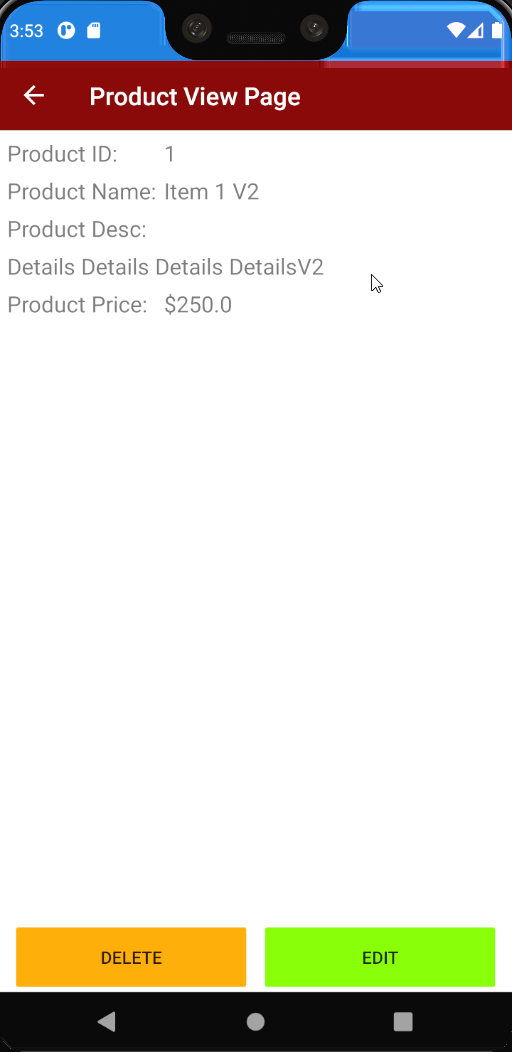 3:53
Product View Page
Product ID: 1
Product Name: Item 1 V2
Product Desc:
Details Details Details DetailsV2
Product Price: $250.0
DELETE EDIT